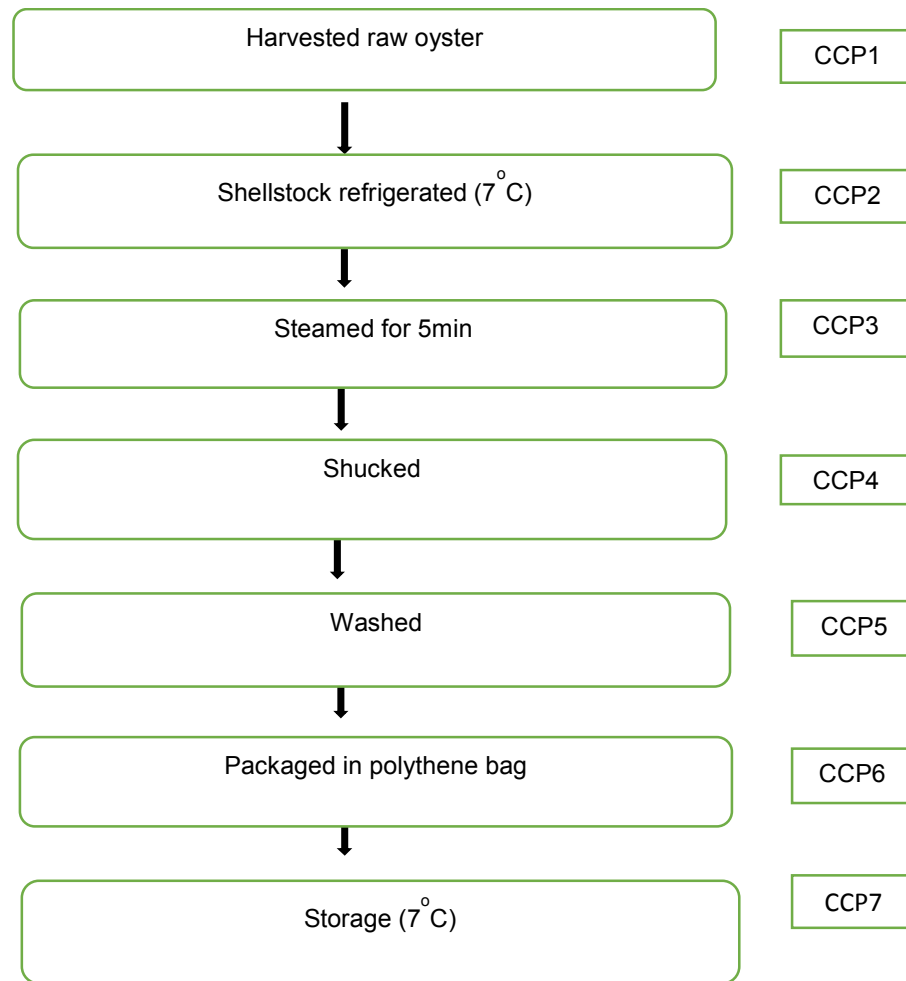 Harvested raw oyster
CCP1
Shellstock refrigerated (7°C)
CCP2
Steamed for 5min
CCP3
Shucked
CCP4
Washed
CCP5
Packaged in polythene bag
CCP6
Storage (7°C)
CCP7